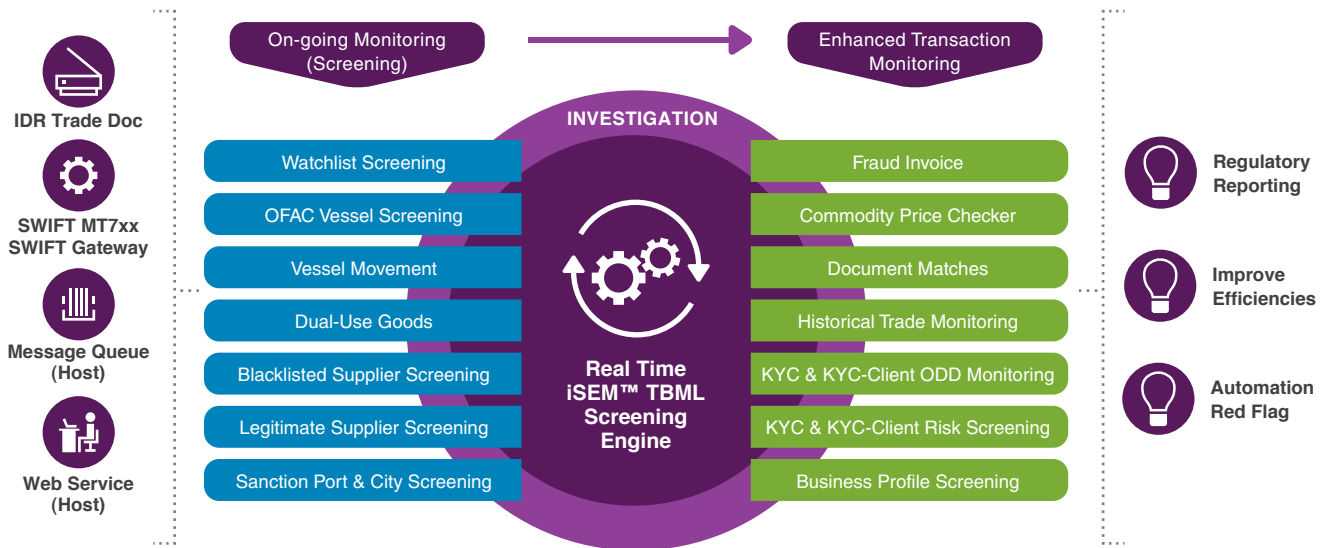 On-going Monitoring
(Screening)
Enhanced Transaction
Monitoring
IDR Trade Doc
SWIFT MT7xx
SWIFT Gateway
Message Queue
(Host)
Web Service
(Host)
INVESTIGATION
Watchlist Screening
OFAC Vessel Screening
Vessel Movement
Dual-Use Goods
Blacklisted Supplier Screening
Legitimate Supplier Screening
Sanction Port & City Screening
Real Time
iSEM™ TBML
Screening
Engine
Fraud Invoice
Commodity Price Checker
Document Matches
Historical Trade Monitoring
KYC & KYC-Client ODD Monitoring
KYC & KYC-Client Risk Screening
Business Profile Screening
Regulatory
Reporting
Improve
Efficiencies
Automation
Red Flag